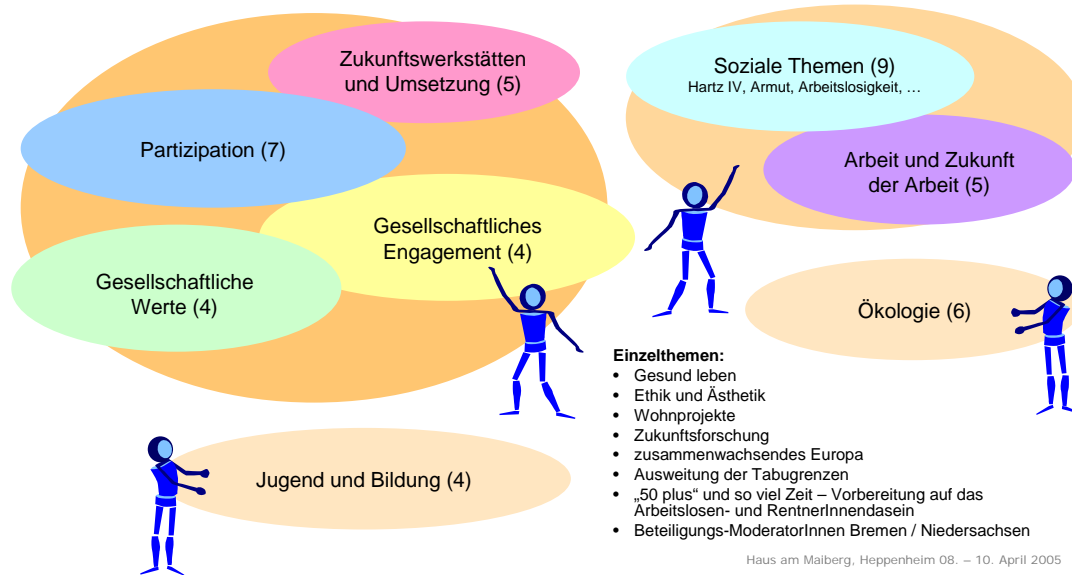 Zukunftswerkstätten
und Umsetzung (5)
Partizipation (7)
Gesellschaftliches
Engagement (4)
Gesellschaftliche
Werte (4)
Soziale Themen (9)
Hartz IV, Armut, Arbeitslosigkeit, …
Arbeit und Zukunft
der Arbeit (5)
Ökologie (6)
Jugend und Bildung (4)
Einzelthemen:
• Gesund leben
• Ethik und Ästhetik
• Wohnprojekte
• Zukunftsforschung
• zusammenwachsendes Europa
• Ausweitung der Tabugrenzen
• „50 plus“ und so viel Zeit – Vorbereitung auf das
Arbeitslosen- und RentnerInnendasein
• Beteiligungs-ModeratorInnen Bremen / Niedersachsen
Haus am Maiberg, Heppenheim 08. – 10. April 2005